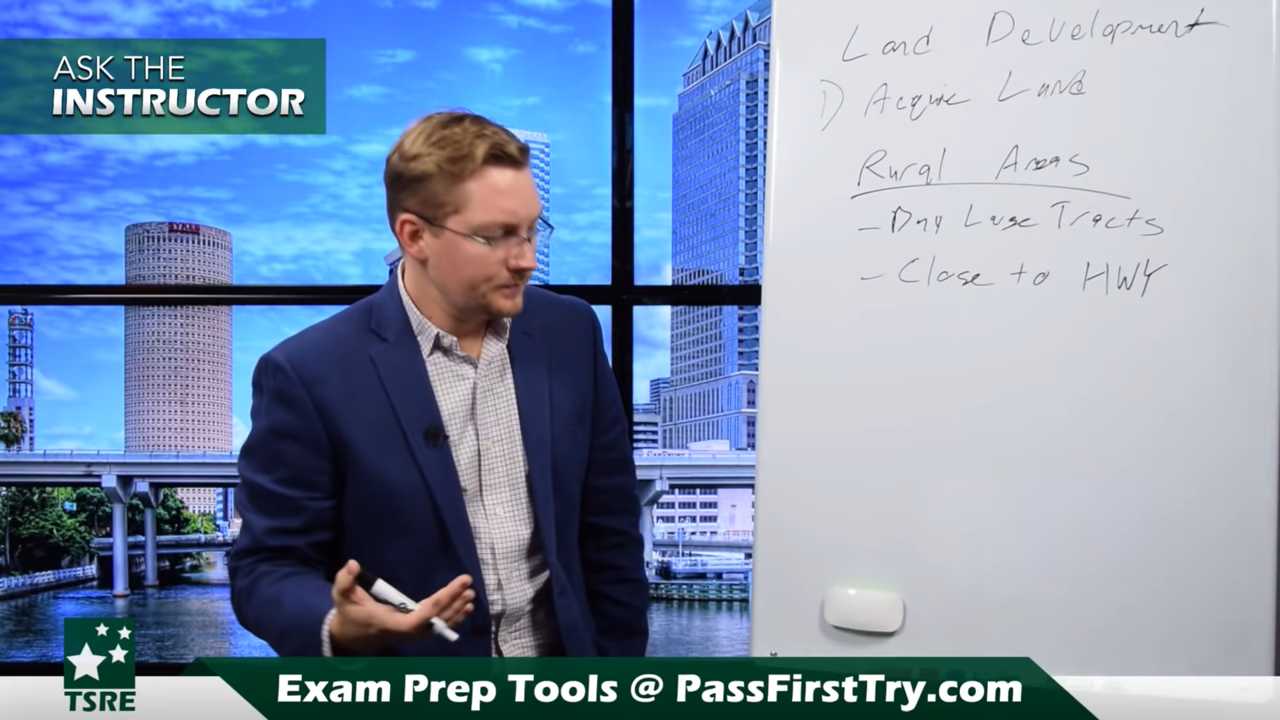 ASK THE
INSTRUCTOR
Land Development
1) Acquire Land
Rural Areas
- Buy Large Tracts
- Close to HWY
SYKES
TSRE
Exam Prep Tools @ PassFirstTry.com